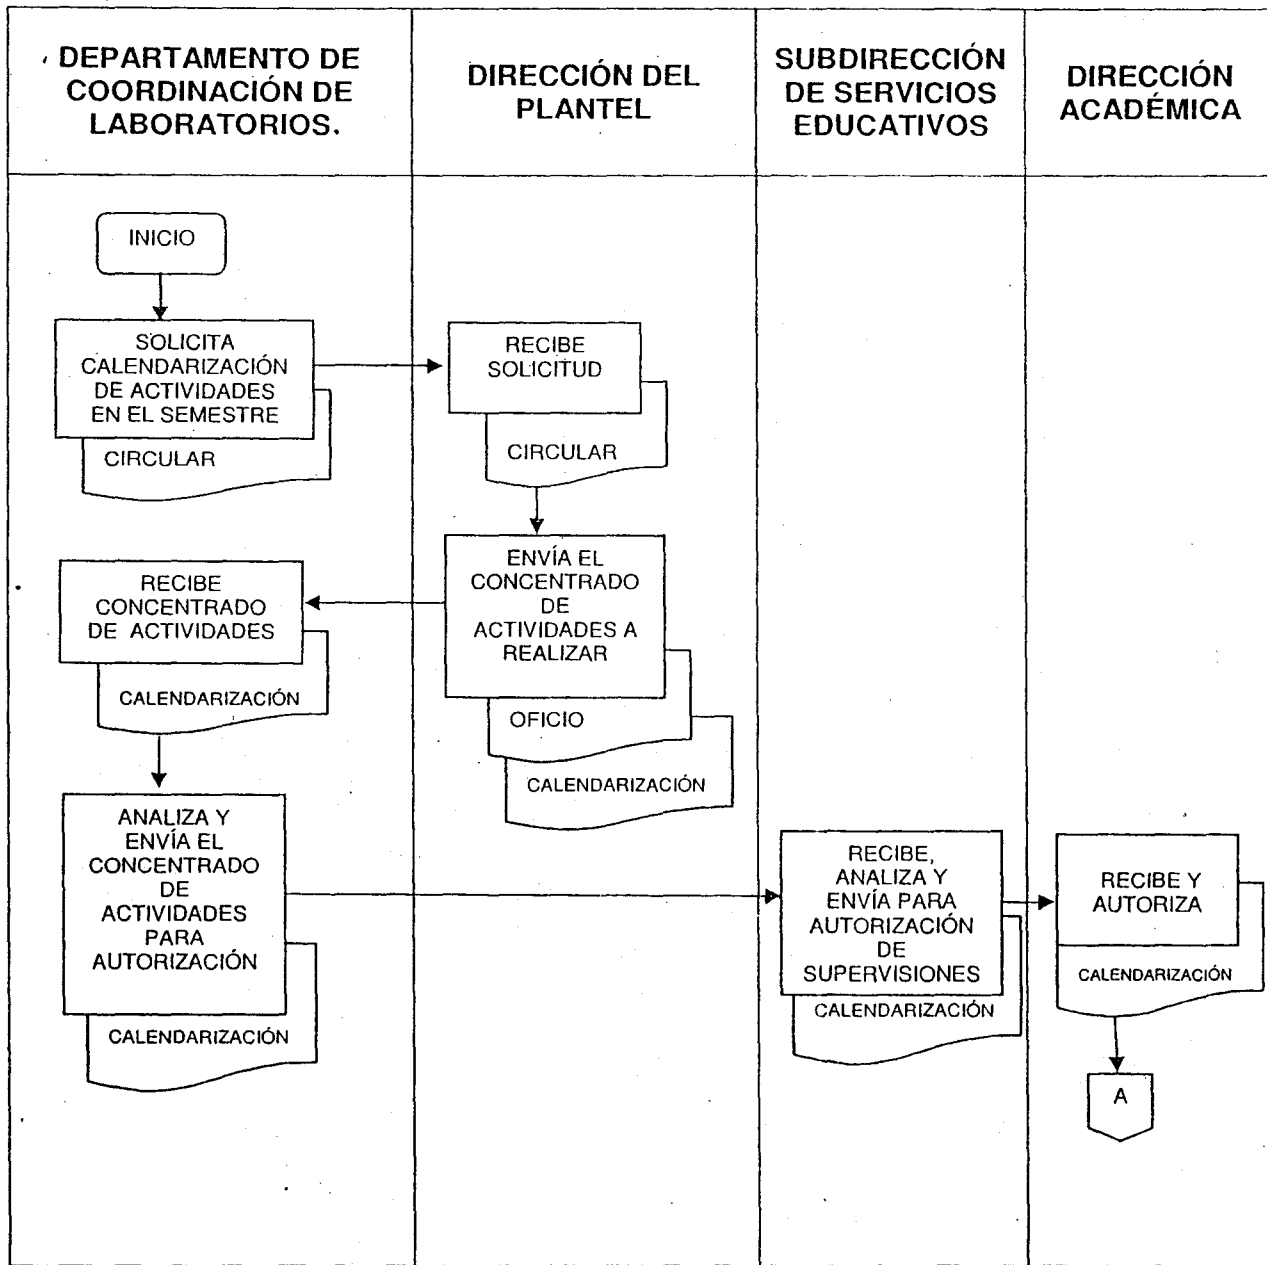 DEPARTAMENTO DE
COORDINACIÓN DE
LABORATORIOS.
DIRECCIÓN DEL
PLANTEL
SUBDIRECCIÓN
DE SERVICIOS
EDUCATIVOS
DIRECCIÓN
ACADÉMICA
INICIO
SOLICITA
CALENDARIZACIÓN
DE ACTIVIDADES
EN EL SEMESTRE
CIRCULAR
RECIBE
SOLICITUD
CIRCULAR
ENVÍA EL
CONCENTRADO
DE
ACTIVIDADES A
REALIZAR
OFICIO
CALENDARIZACIÓN
RECIBE
CONCENTRADO
DE ACTIVIDADES
CALENDARIZACIÓN
ANALIZA Y
ENVÍA EL
CONCENTRADO
DE
ACTIVIDADES
PARA
AUTORIZACIÓN
CALENDARIZACIÓN
RECIBE,
ANALIZA Y
ENVÍA PARA
AUTORIZACIÓN
DE
SUPERVISIONES
CALENDARIZACIÓN
RECIBE Y
AUTORIZA
CALENDARIZACIÓN
A